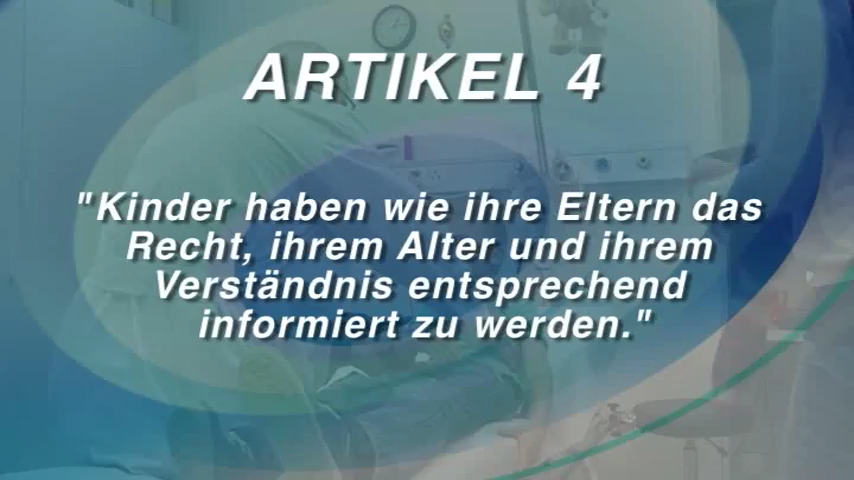 ARTIKEL 4
"Kinder haben wie ihre Eltern das
Recht, ihrem Alter und ihrem
Verständnis entsprechend
informiert zu werden."